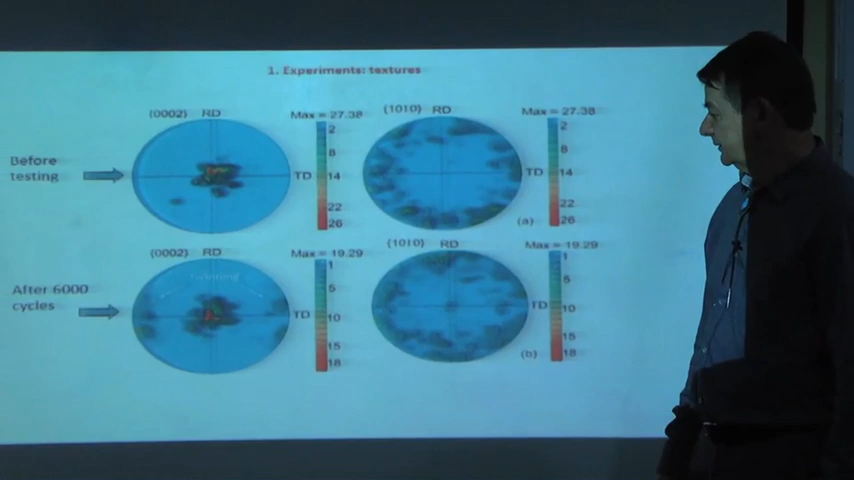 1. Experiments: textures
(0002) RD
Max = 27.38
2
8
14
22
26
TD
(1010) RD
Max = 27.38
2
8
14
22
26
TD
(a)
Before
testing
(0002) RD
Max = 19.29
1
5
10
15
18
TD
Twinning
(1010) RD
Max = 19.29
1
5
10
15
18
TD
(b)
After 6000
cycles